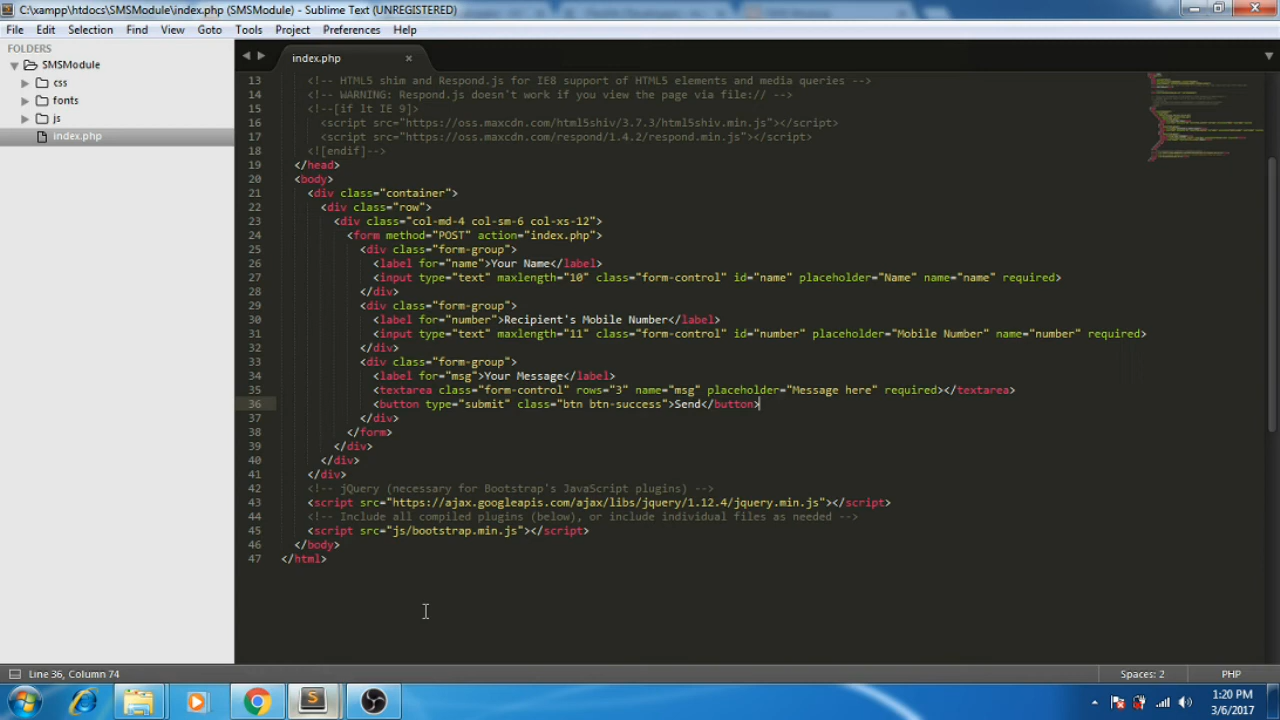 C:\xampp\htdocs\SMSModule\index.php (SMSModule) - Sublime Text (UNREGISTERED)
File Edit Selection Find View Goto Tools Project Preferences Help
FOLDERS
SMSModule
css
fonts
js
index.php
index.php ×
13 <!-- HTML5 shim and Respond.js for IE8 support of HTML5 elements and media queries -->
14 <!-- WARNING: Respond.js doesn't work if you view the page via file:// -->
15 <!--[if lt IE 9]>
16 <script src="https://oss.maxcdn.com/html5shiv/3.7.3/html5shiv.min.js"></script>
17 <script src="https://oss.maxcdn.com/respond/1.4.2/respond.min.js"></script>
18 <![endif]-->
19 </head>
20 <body>
21 <div class="container">
22 <div class="row">
23 <div class="col-md-4 col-sm-6 col-xs-12">
24 <form method="POST" action="index.php">
25 <div class="form-group">
26 <label for="name">Your Name</label>
27 <input type="text" maxlength="10" class="form-control" id="name" placeholder="Name" name="name" required>
28 </div>
29 <div class="form-group">
30 <label for="number">Recipient's Mobile Number</label>
31 <input type="text" maxlength="11" class="form-control" id="number" placeholder="Mobile Number" name="number" required>
32 </div>
33 <div class="form-group">
34 <label for="msg">Your Message</label>
35 <textarea class="form-control" rows="3" name="msg" placeholder="Message here" required></textarea>
36 <button type="submit" class="btn btn-success">Send</button>
37 </div>
38 </form>
39 </div>
40 </div>
41 </div>
42 <!-- jQuery (necessary for Bootstrap's JavaScript plugins) -->
43 <script src="https://ajax.googleapis.com/ajax/libs/jquery/1.12.4/jquery.min.js"></script>
44 <!-- Include all compiled plugins (below), or include individual files as needed -->
45 <script src="js/bootstrap.min.js"></script>
46 </body>
47 </html>
Line 36, Column 74
Spaces: 2
PHP
1:20 PM
3/6/2017